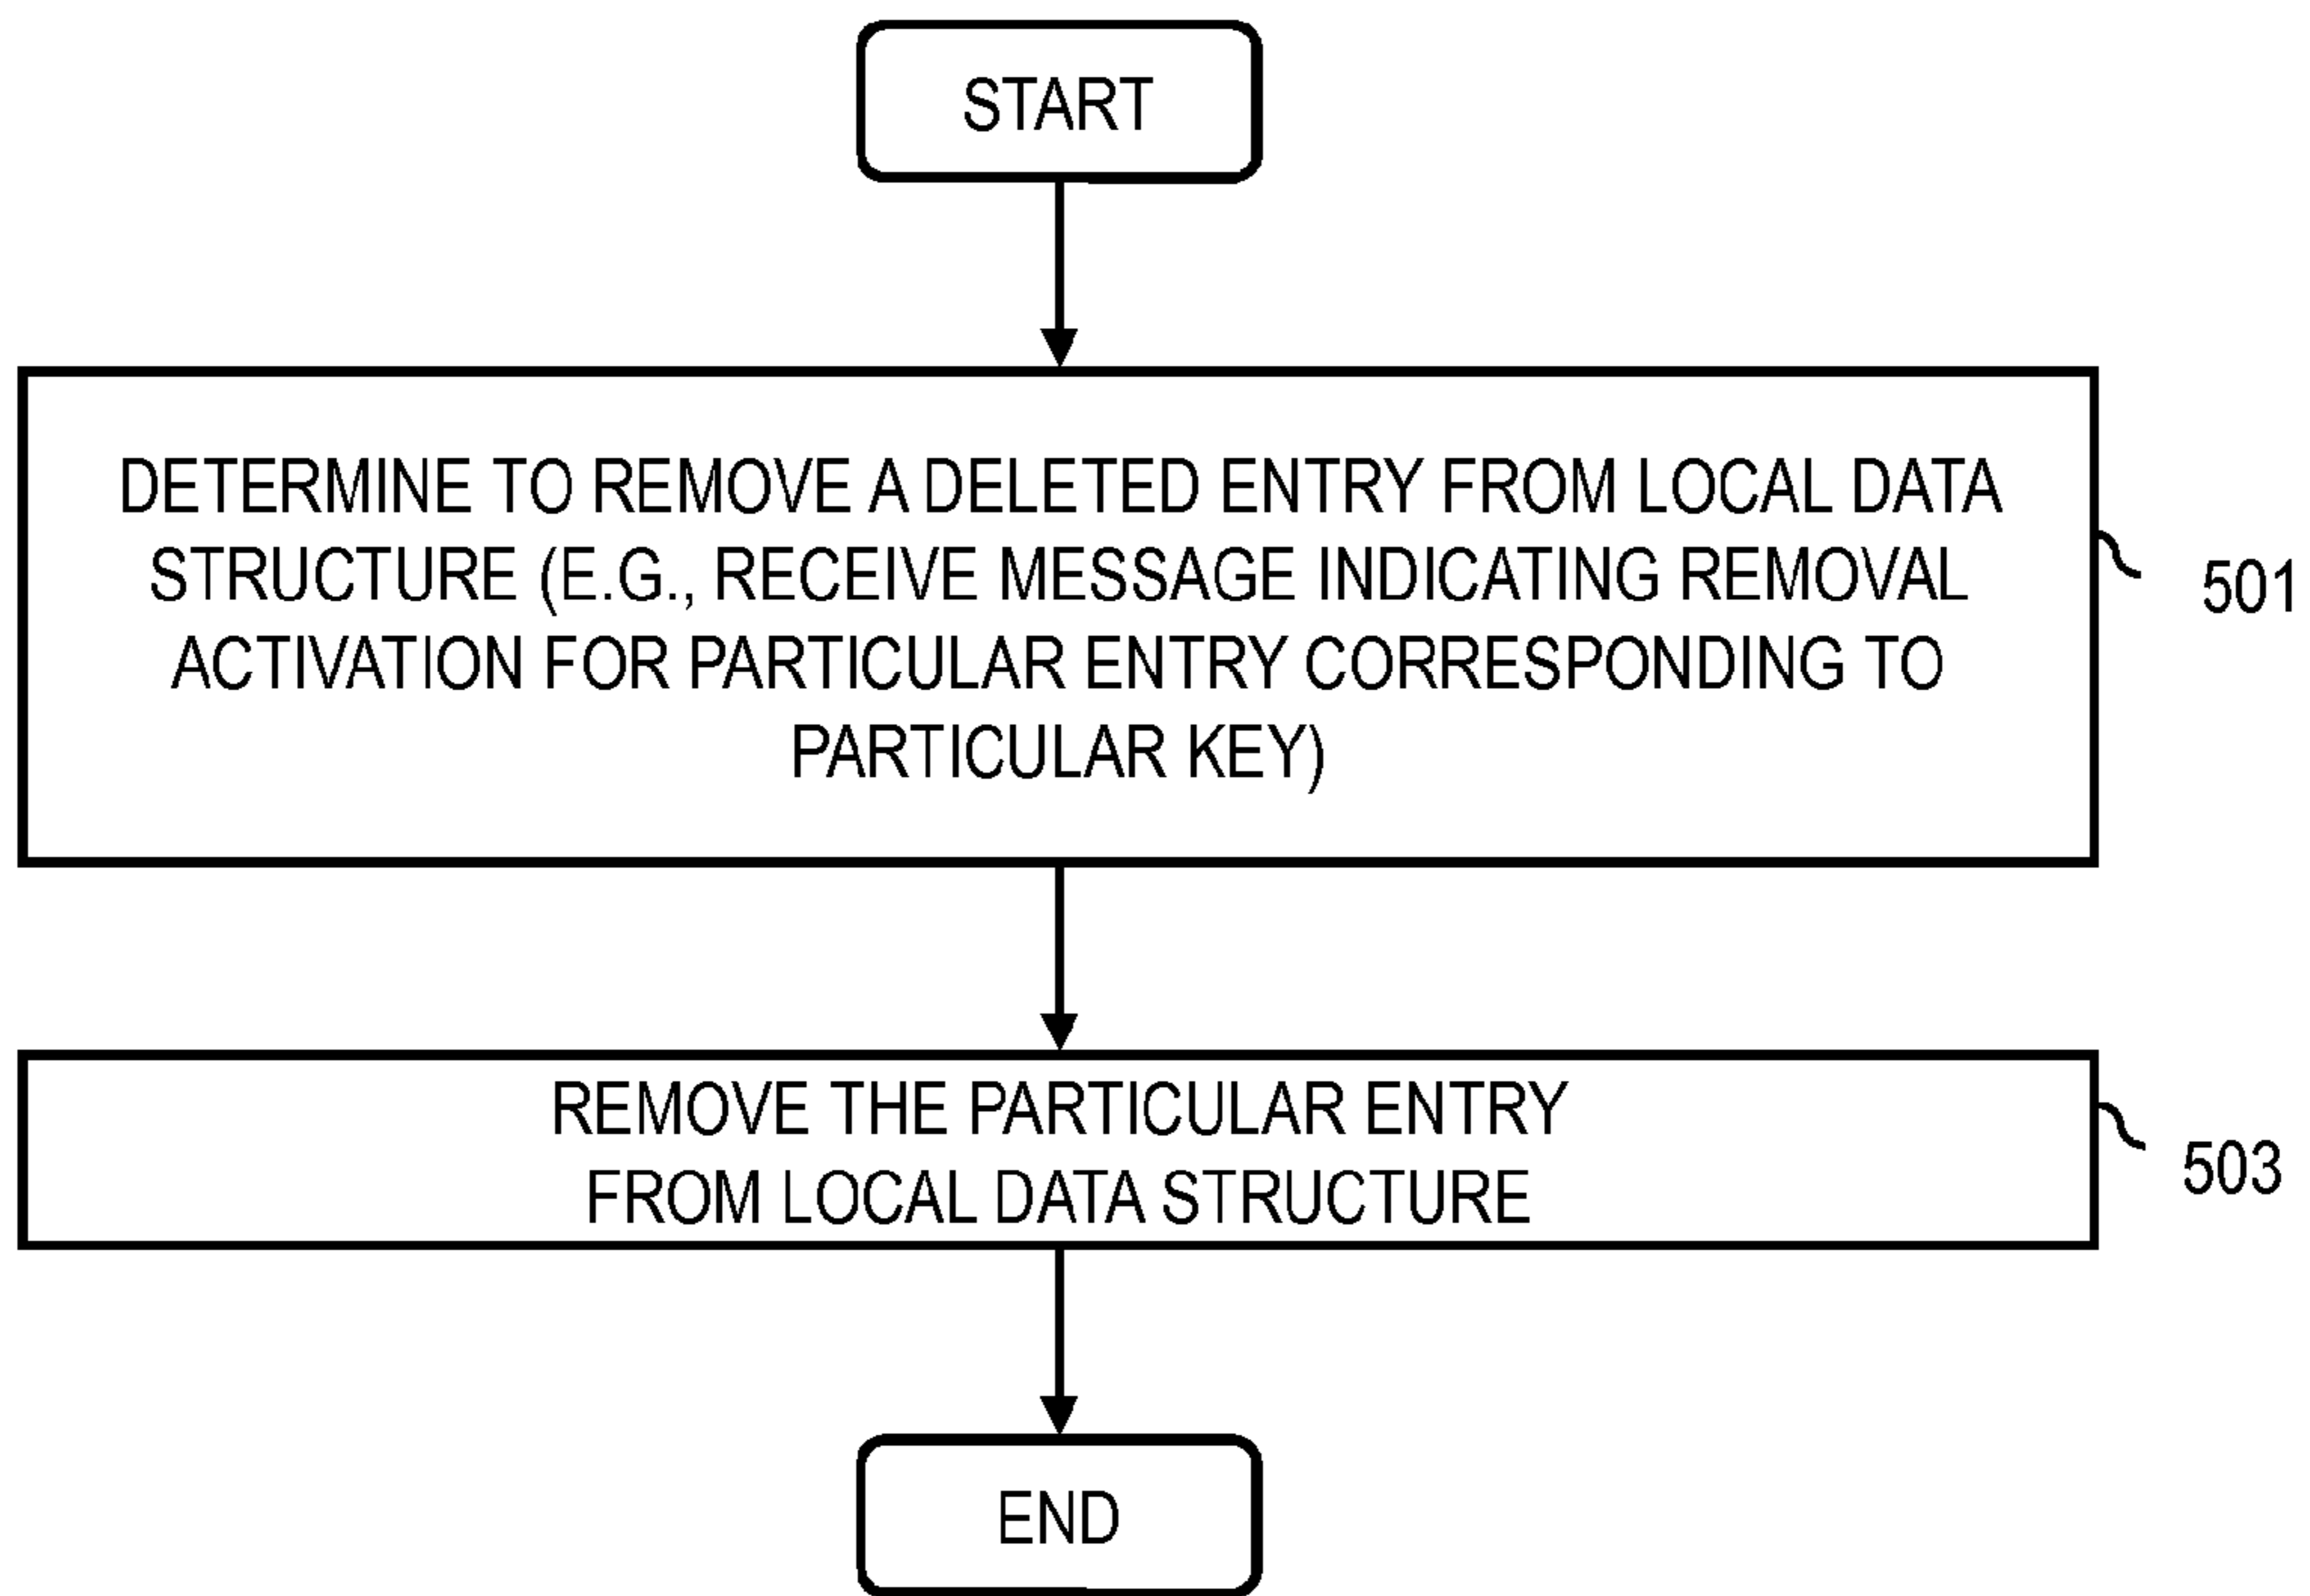 START
DETERMINE TO REMOVE A DELETED ENTRY FROM LOCAL DATA
STRUCTURE (E.G., RECEIVE MESSAGE INDICATING REMOVAL
ACTIVATION FOR PARTICULAR ENTRY CORRESPONDING TO
PARTICULAR KEY)
501
REMOVE THE PARTICULAR ENTRY
FROM LOCAL DATA STRUCTURE
503
END